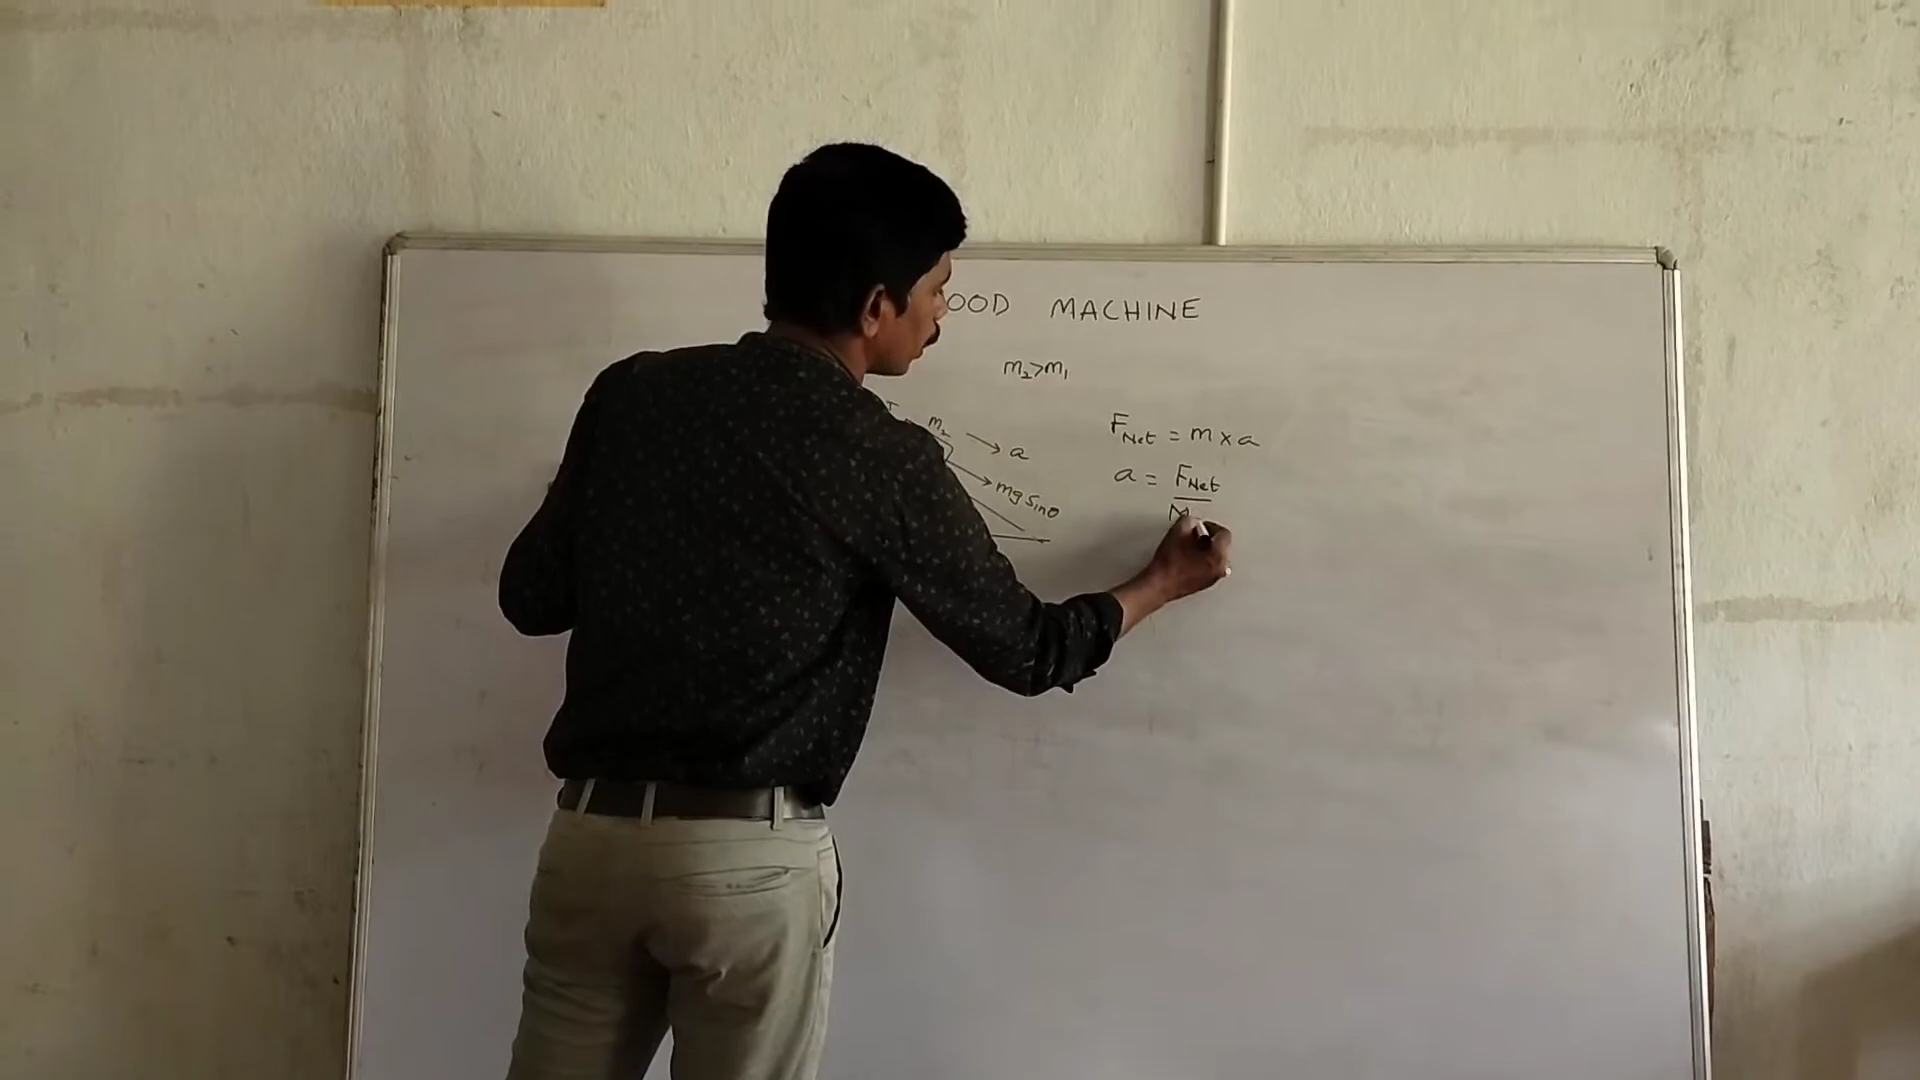 OOD MACHINE
m₂>m₁
T
m₂
a
mg sinθ
F_Net = m x a
a = F_Net
M